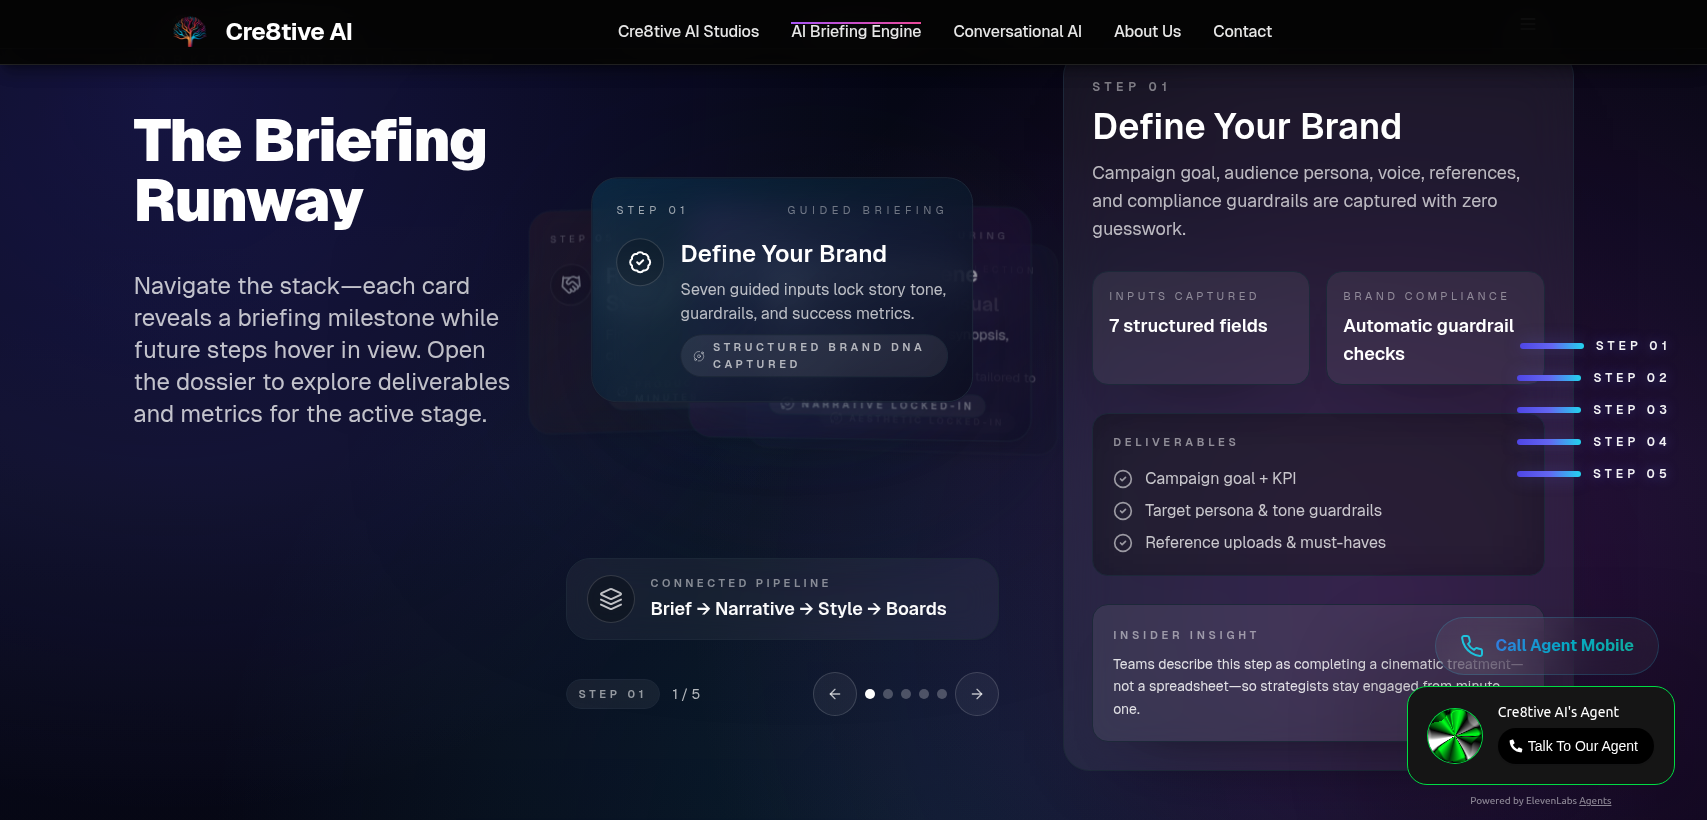 Cre8tive AI
Cre8tive AI Studios
AI Briefing Engine
Conversational AI
About Us
Contact
The Briefing
Runway
Navigate the stack—each card
reveals a briefing milestone while
future steps hover in view. Open
the dossier to explore deliverables
and metrics for the active stage.
STEP
STEP 01
GUIDED BRIEFING
Define Your Brand
Seven guided inputs lock story tone,
guardrails, and success metrics.
STRUCTURED BRAND DNA
CAPTURED
NARRATIVE LOCKED-IN
CONNECTED PIPELINE
Brief → Narrative → Style → Boards
STEP 01
1 / 5
STEP 01
Define Your Brand
Campaign goal, audience persona, voice, references,
and compliance guardrails are captured with zero
guesswork.
INPUTS CAPTURED
7 structured fields
BRAND COMPLIANCE
Automatic guardrail
checks
DELIVERABLES
Campaign goal + KPI
Target persona & tone guardrails
Reference uploads & must-haves
INSIDER INSIGHT
Teams describe this step as completing a cinematic treatment—
not a spreadsheet—so strategists stay engaged from minute
one.
STEP 01
STEP 02
STEP 03
STEP 04
STEP 05
Call Agent Mobile
Cre8tive AI's Agent
Talk To Our Agent
Powered by ElevenLabs Agents